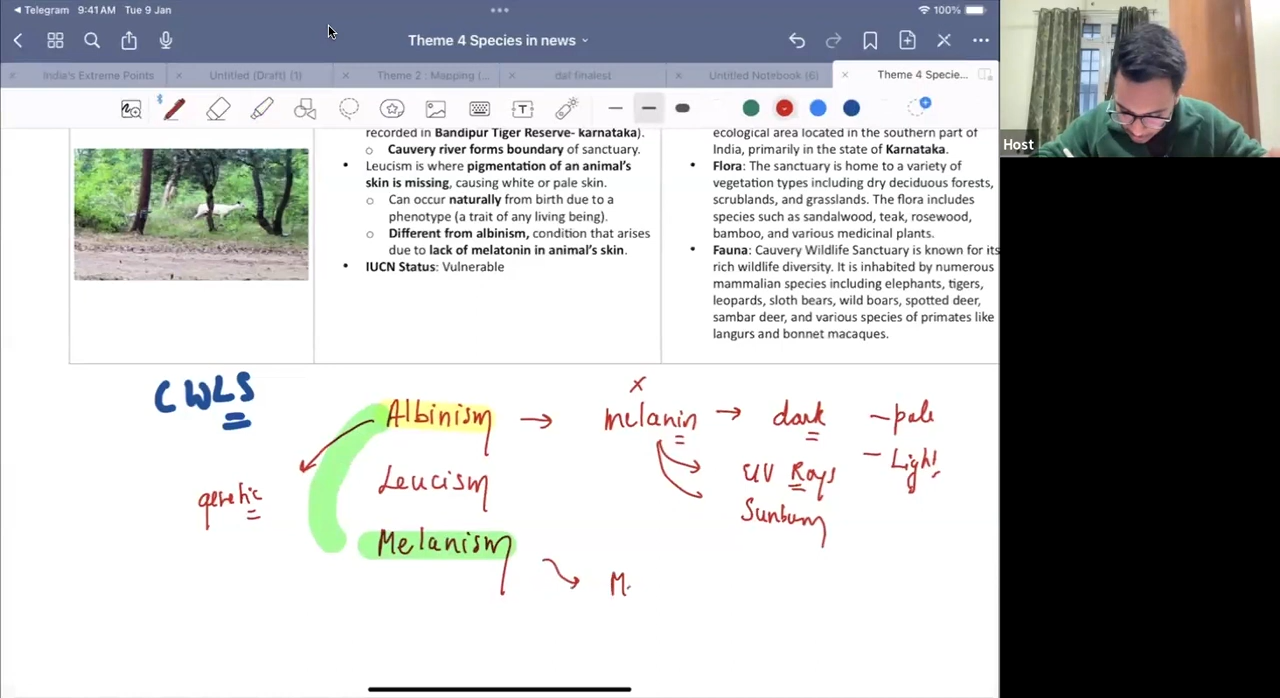 Telegram 9:41 AM Tue 9 Jan
100%
Theme 4 Species in news
India's Extreme Points
Untitled (Draft) (1)
Theme 2 : Mapping (...
daf finalest
Untitled Notebook (6)
Theme 4 Specie...
Host
recorded in Bandipur Tiger Reserve- karnataka).
Cauvery river forms boundary of sanctuary.
Leucism is where pigmentation of an animal's
skin is missing, causing white or pale skin.
Can occur naturally from birth due to a
phenotype (a trait of any living being).
Different from albinism, condition that arises
due to lack of melatonin in animal's skin.
IUCN Status: Vulnerable
ecological area located in the southern part of
India, primarily in the state of Karnataka.
Flora: The sanctuary is home to a variety of
vegetation types including dry deciduous forests,
scrublands, and grasslands. The flora includes
species such as sandalwood, teak, rosewood,
bamboo, and various medicinal plants.
Fauna: Cauvery Wildlife Sanctuary is known for its
rich wildlife diversity. It is inhabited by numerous
mammalian species including elephants, tigers,
leopards, sloth bears, wild boars, spotted deer,
sambar deer, and various species of primates like
langurs and bonnet macaques.
CWLS
x
Albinism → melanin → dark - pale
UV Rays - Light
genetic Leucism
Sunburn
Melanism
M